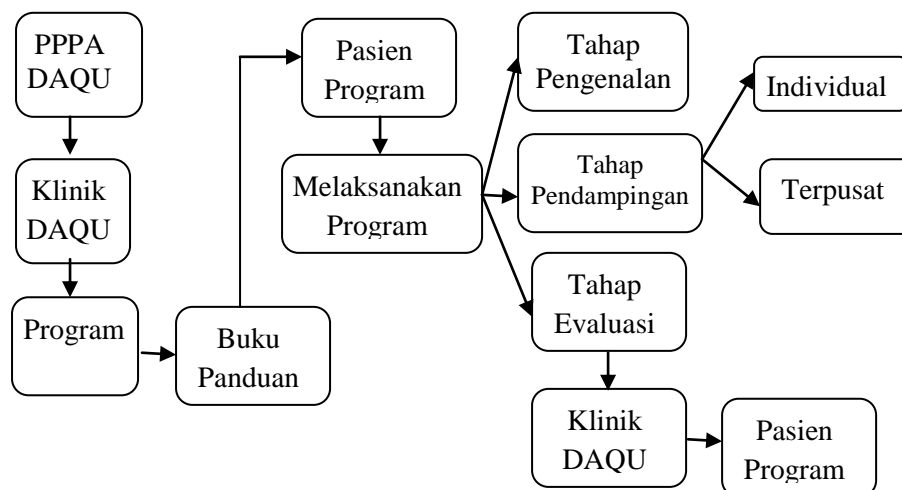 PPPA
DAQU
Klinik
DAQU
Program
Buku
Panduan
Pasien
Program
Melaksanakan
Program
Tahap
Pengenalan
Tahap
Pendampingan
Individual
Terpusat
Tahap
Evaluasi
Klinik
DAQU
Pasien
Program